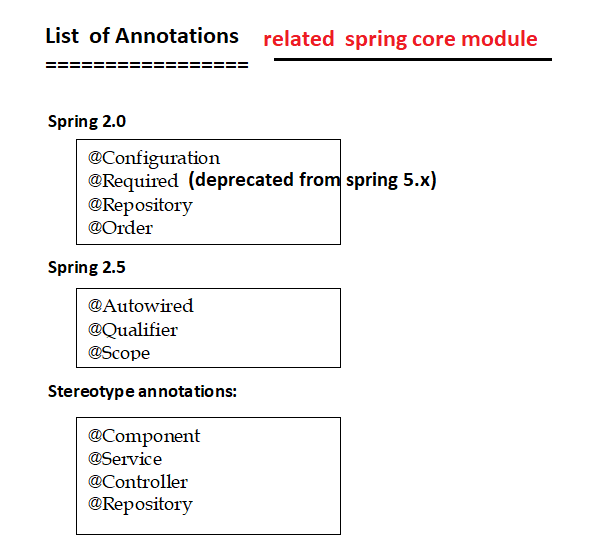 List of Annotations related spring core module
=================
Spring 2.0
@Configuration
@Required (deprecated from spring 5.x)
@Repository
@Order
Spring 2.5
@Autowired
@Qualifier
@Scope
Stereotype annotations:
@Component
@Service
@Controller
@Repository